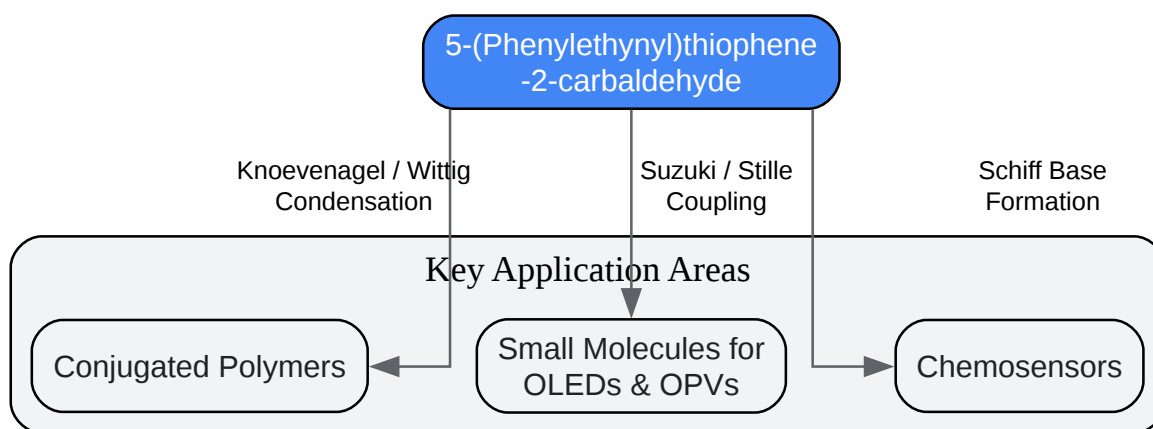 5-(Phenylethynyl)thiophene
-2-carbaldehyde
Knoevenagel / Wittig
Condensation
Suzuki / Stille
Coupling
Schiff Base
Formation
Key Application Areas
Conjugated Polymers
Small Molecules for
OLEDs & OPVs
Chemosensors